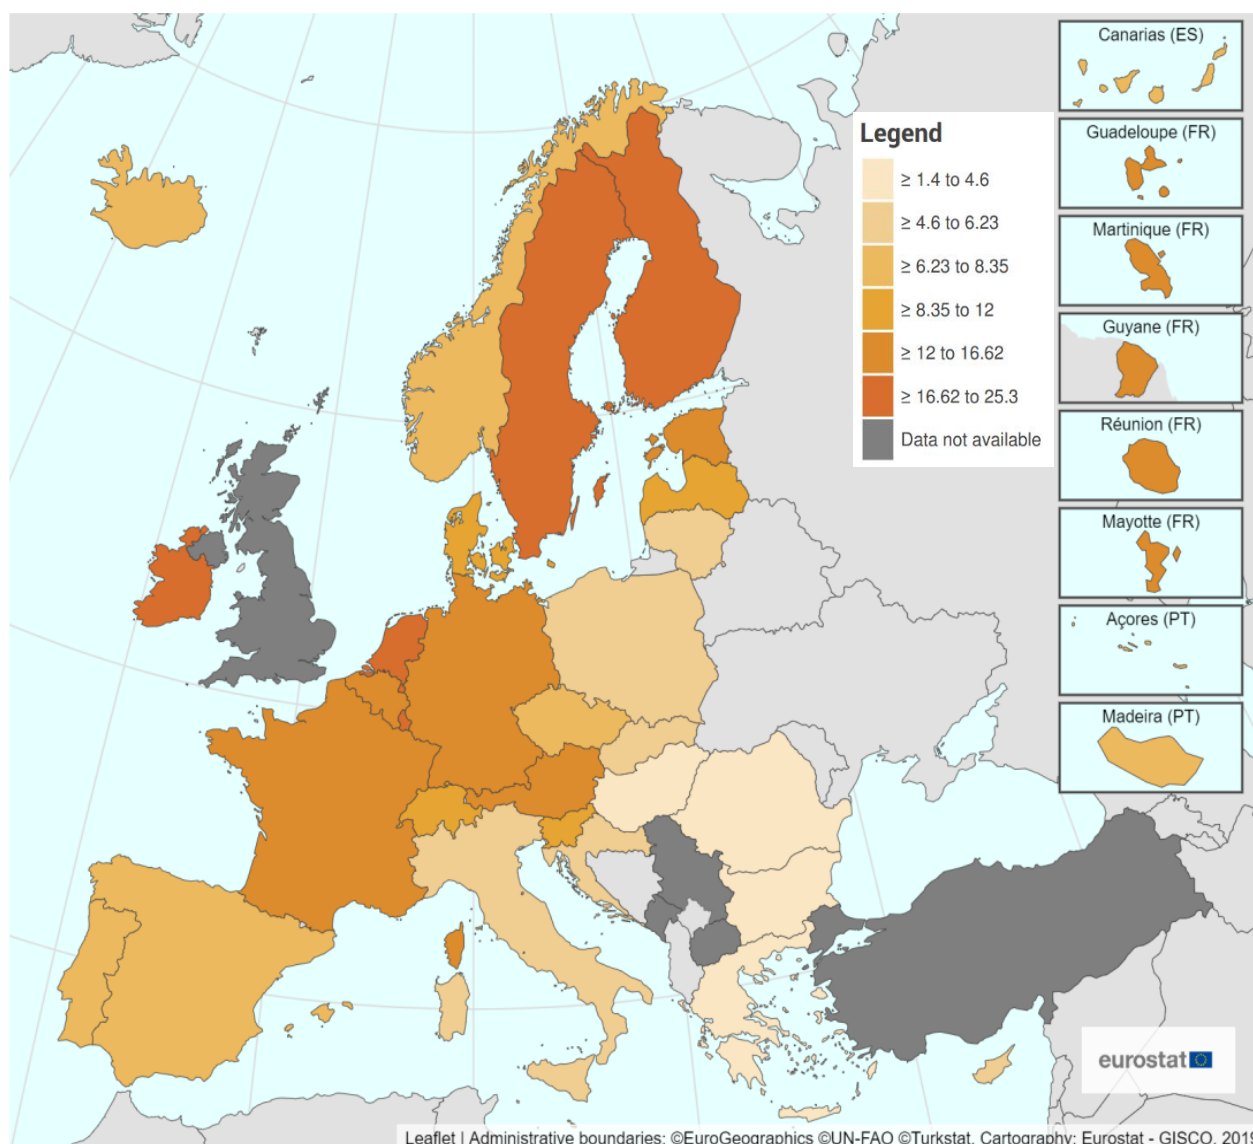 Canarias (ES)
Guadeloupe (FR)
Martinique (FR)
Guyane (FR)
Réunion (FR)
Mayotte (FR)
Açores (PT)
Madeira (PT)
Legend
≥ 1.4 to 4.6
≥ 4.6 to 6.23
≥ 6.23 to 8.35
≥ 8.35 to 12
≥ 12 to 16.62
≥ 16.62 to 25.3
Data not available
eurostat
Leaflet | Administrative boundaries: ©EuroGeographics ©UN-FAO ©Turkstat, Cartography: Eurostat - GISCO, 201